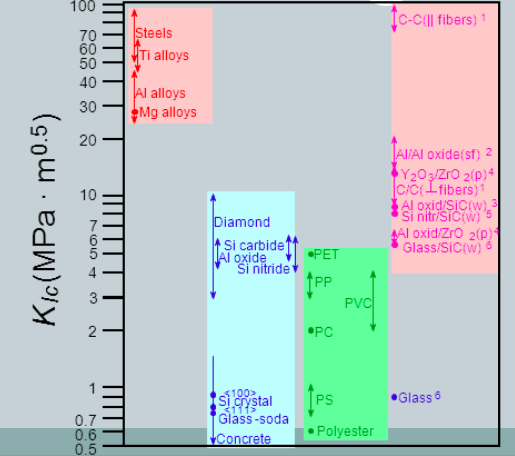 K_Ic(MPa · m^0.5)
100
70
60
50
40
30
20
10
7
6
5
4
3
2
1
0.7
0.6
0.5
Steels
Ti alloys
Al alloys
Mg alloys
Diamond
Si carbide
Al oxide
Si nitride
<100>
Si crystal
<111>
Glass-soda
Concrete
PET
PP
PVC
PC
PS
Polyester
C-C(|| fibers) 1
Al/Al oxide(sf) 2
Y2O3/ZrO2(p)4
C/C(⊥fibers)1
Al oxid/SiC(w) 3
Si nitr/SiC(w) 5
Al oxid/ZrO2(p)4
Glass/SiC(w) 6
Glass 6